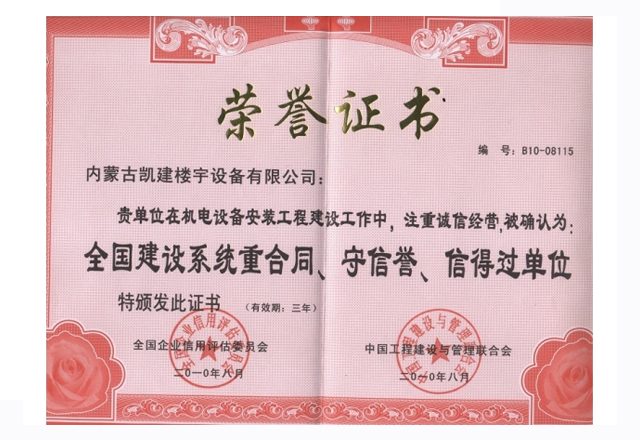 荣誉证书
编 号：B10-08115
内蒙古凯建楼宇设备有限公司：
贵单位在机电设备安装工程建设工作中，注重诚信经营，被确认为：
全国建设系统重合同、守信誉、信得过单位
特颁发此证书 （有效期：三年）
全国企业信用评估委员会 中国工程建设与管理联合会
二〇一〇年八月 二〇一〇年八月